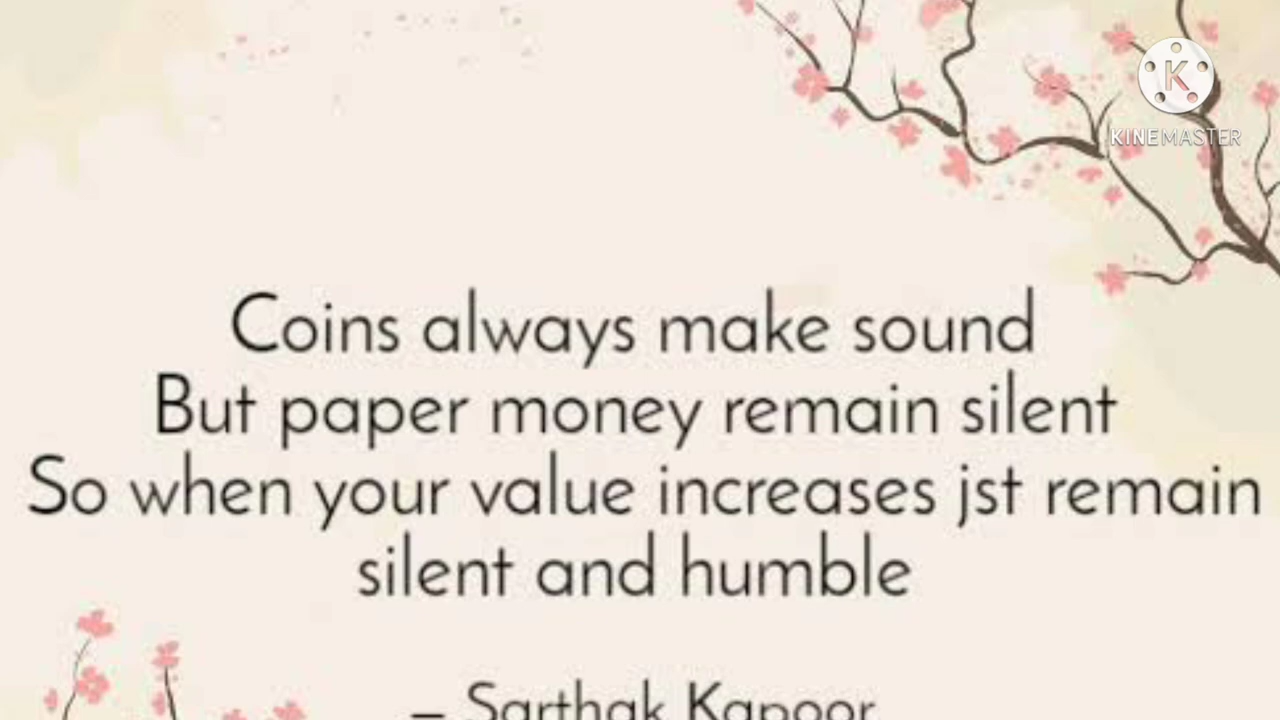 K
KINEMASTER
Coins always make sound
But paper money remain silent
So when your value increases jst remain
silent and humble
– Sarthak Kapoor